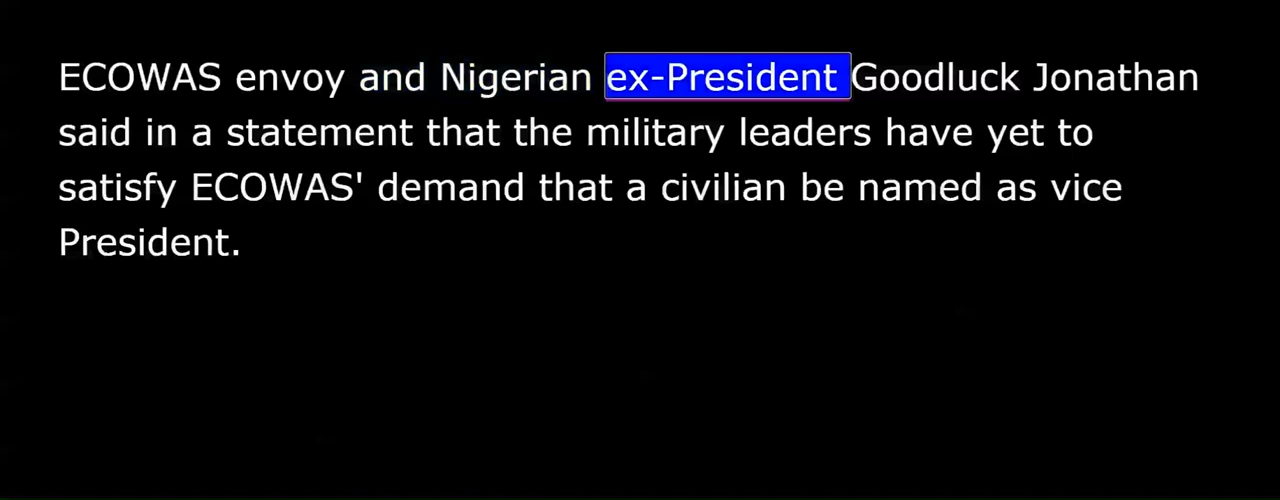 ECOWAS envoy and Nigerian ex-President Goodluck Jonathan
said in a statement that the military leaders have yet to
satisfy ECOWAS' demand that a civilian be named as vice
President.